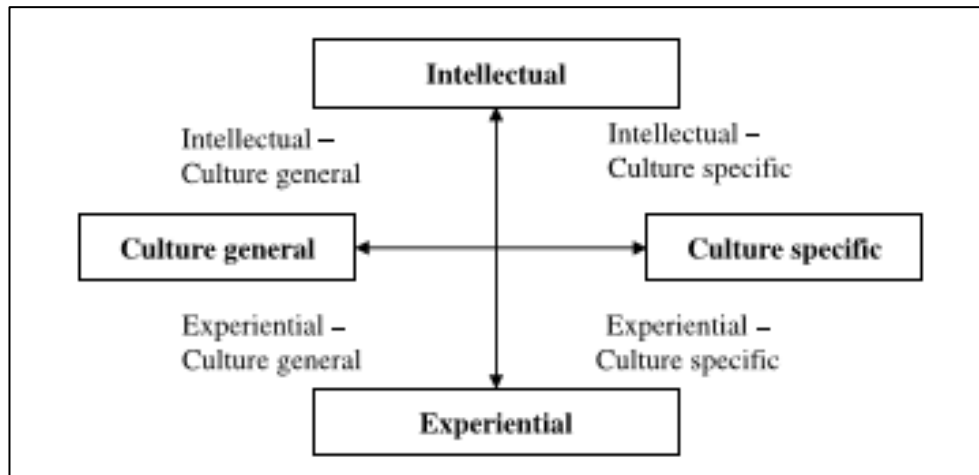 Intellectual
Intellectual –
Culture general
Intellectual –
Culture specific
Culture general
Culture specific
Experiential –
Culture general
Experiential –
Culture specific
Experiential